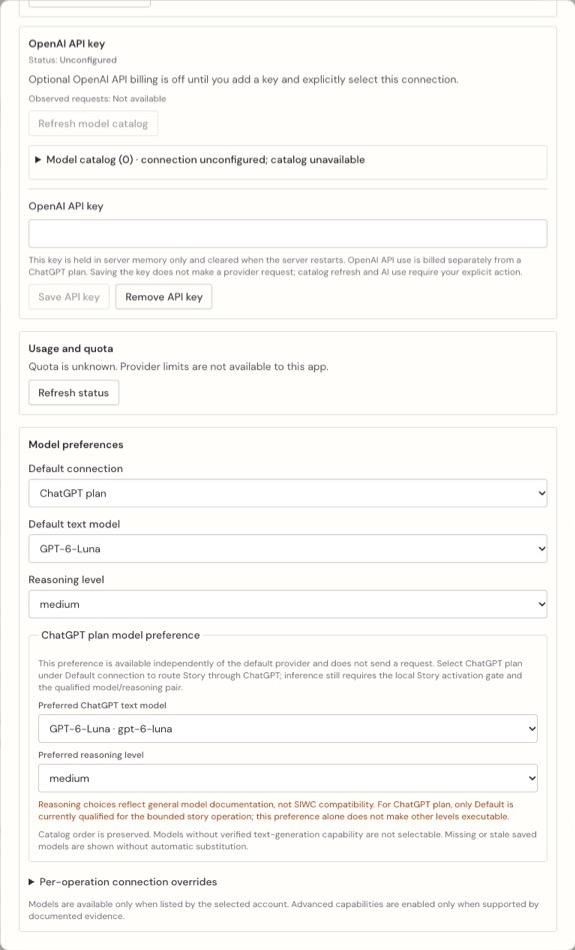 OpenAI API key
Status: Unconfigured
Optional OpenAI API billing is off until you add a key and explicitly select this connection.
Observed requests: Not available
Refresh model catalog
▶ Model catalog (0) · connection unconfigured; catalog unavailable
OpenAI API key
This key is held in server memory only and cleared when the server restarts. OpenAI API use is billed separately from a
ChatGPT plan. Saving the key does not make a provider request; catalog refresh and AI use require your explicit action.
Save API key
Remove API key
Usage and quota
Quota is unknown. Provider limits are not available to this app.
Refresh status
Model preferences
Default connection
ChatGPT plan
Default text model
GPT-6-Luna
Reasoning level
medium
ChatGPT plan model preference
This preference is available independently of the default provider and does not send a request. Select ChatGPT plan
under Default connection to route Story through ChatGPT; inference still requires the local Story activation gate and
the qualified model/reasoning pair.
Preferred ChatGPT text model
GPT-6-Luna · gpt-6-luna
Preferred reasoning level
medium
Reasoning choices reflect general model documentation, not SIWC compatibility. For ChatGPT plan, only Default is
currently qualified for the bounded story operation; this preference alone does not make other levels executable.
Catalog order is preserved. Models without verified text-generation capability are not selectable. Missing or stale saved
models are shown without automatic substitution.
▶ Per-operation connection overrides
Models are available only when listed by the selected account. Advanced capabilities are enabled only when supported by
documented evidence.